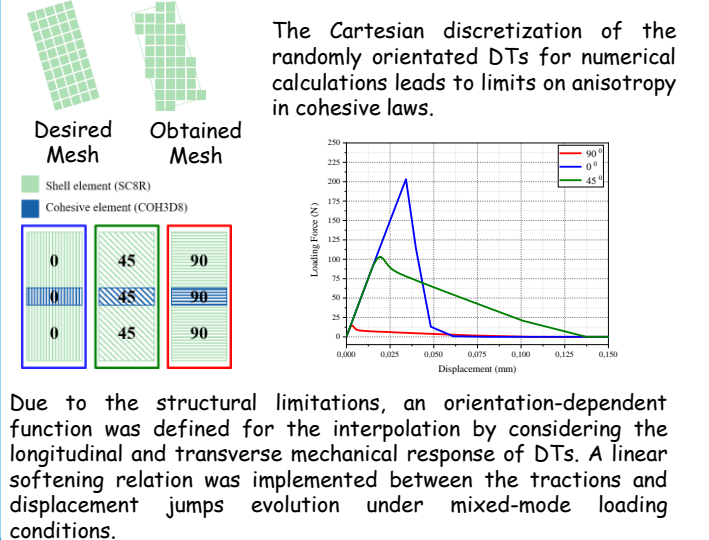 The Cartesian discretization of the
randomly orientated DTs for numerical
calculations leads to limits on anisotropy
in cohesive laws.
Desired
Mesh
Obtained
Mesh
Shell element (SC8R)
Cohesive element (COH3D8)
0
45
90
0
45
90
0
45
90
250
225
200
175
150
125
100
75
50
25
0
Loading Force (N)
90 0
0 0
45 0
0,000
0,025
0,050
0,075
0,100
0,125
0,150
Displacement (mm)
Due to the structural limitations, an orientation-dependent
function was defined for the interpolation by considering the
longitudinal and transverse mechanical response of DTs. A linear
softening relation was implemented between the tractions and
displacement jumps evolution under mixed-mode loading
conditions.